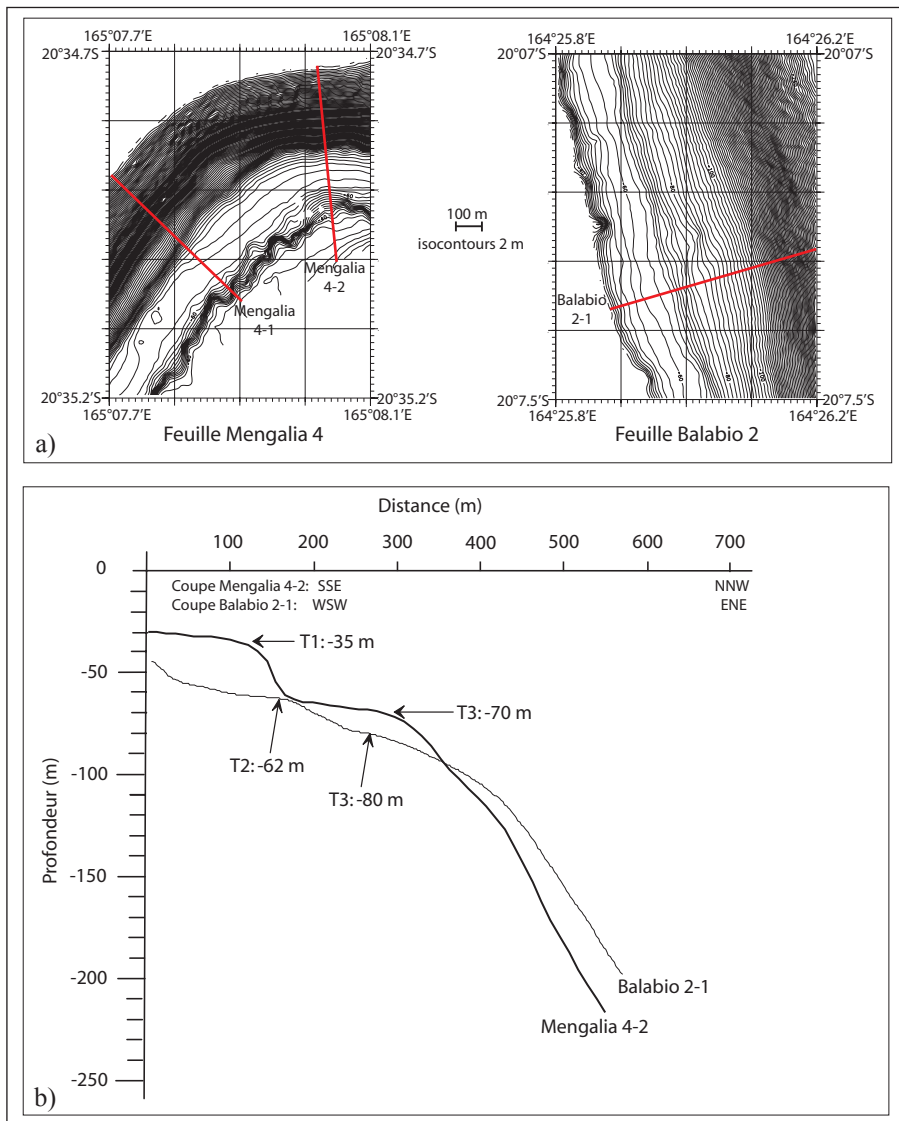 165°07.7'E 165°08.1'E
20°34.7'S 20°34.7'S
164°25.8'E 164°26.2'E
20°07'S 20°07'S
100 m
isocontours 2 m
Mengalia
4-2
Mengalia
4-1
Balabio
2-1
20°35.2'S 20°35.2'S
165°07.7'E 165°08.1'E
20°7.5'S 20°7.5'S
164°25.8'E 164°26.2'E
a) Feuille Mengalia 4 Feuille Balabio 2
Distance (m)
100 200 300 400 500 600 700
0
Coupe Mengalia 4-2: SSE NNW
Coupe Balabio 2-1: WSW ENE
T1:-35 m
-50
T3:-70 m
T2:-62 m
-100
T3:-80 m
Profondeur (m)
-150
-200
Balabio 2-1
Mengalia 4-2
-250
b)